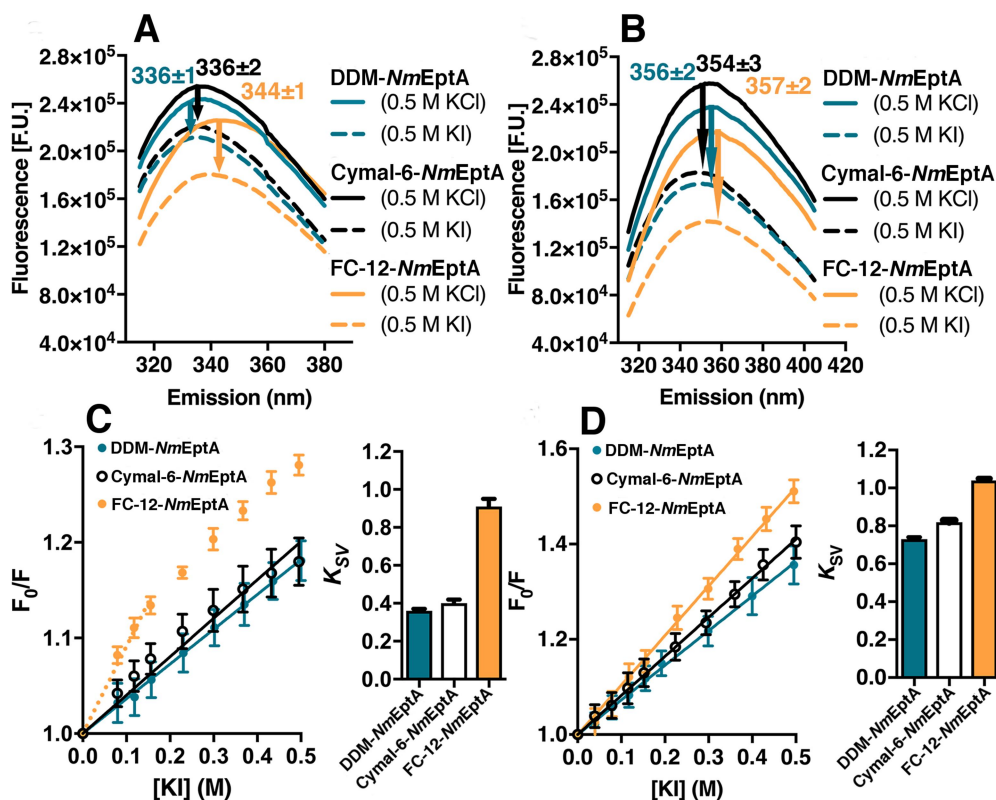 A
2.8×10⁵
2.4×10⁵
2.0×10⁵
1.6×10⁵
1.2×10⁵
8.0×10⁴
4.0×10⁴
Fluorescence [F.U.]
336±1
336±2
344±1
320
340
360
380
Emission (nm)
DDM-NmEptA
(0.5 M KCl)
(0.5 M KI)
Cymal-6-NmEptA
(0.5 M KCl)
(0.5 M KI)
FC-12-NmEptA
(0.5 M KCl)
(0.5 M KI)
B
2.8×10⁵
2.4×10⁵
2.0×10⁵
1.6×10⁵
1.2×10⁵
8.0×10⁴
4.0×10⁴
Fluorescence [F.U.]
356±2
354±3
357±2
320
340
360
380
400
420
Emission (nm)
DDM-NmEptA
(0.5 M KCl)
(0.5 M KI)
Cymal-6-NmEptA
(0.5 M KCl)
(0.5 M KI)
FC-12-NmEptA
(0.5 M KCl)
(0.5 M KI)
C
1.3
1.2
1.1
1.0
F₀/F
DDM-NmEptA
Cymal-6-NmEptA
FC-12-NmEptA
0.0
0.1
0.2
0.3
0.4
0.5
[KI] (M)
1.2
1.0
0.8
0.6
0.4
0.2
0.0
KSV
DDM-NmEptA
Cymal-6-NmEptA
FC-12-NmEptA
D
1.6
1.4
1.2
1.0
F₀/F
DDM-NmEptA
Cymal-6-NmEptA
FC-12-NmEptA
0.0
0.1
0.2
0.3
0.4
0.5
[KI] (M)
1.2
1.0
0.8
0.6
0.4
0.2
0.0
KSV
DDM-NmEptA
Cymal-6-NmEptA
FC-12-NmEptA